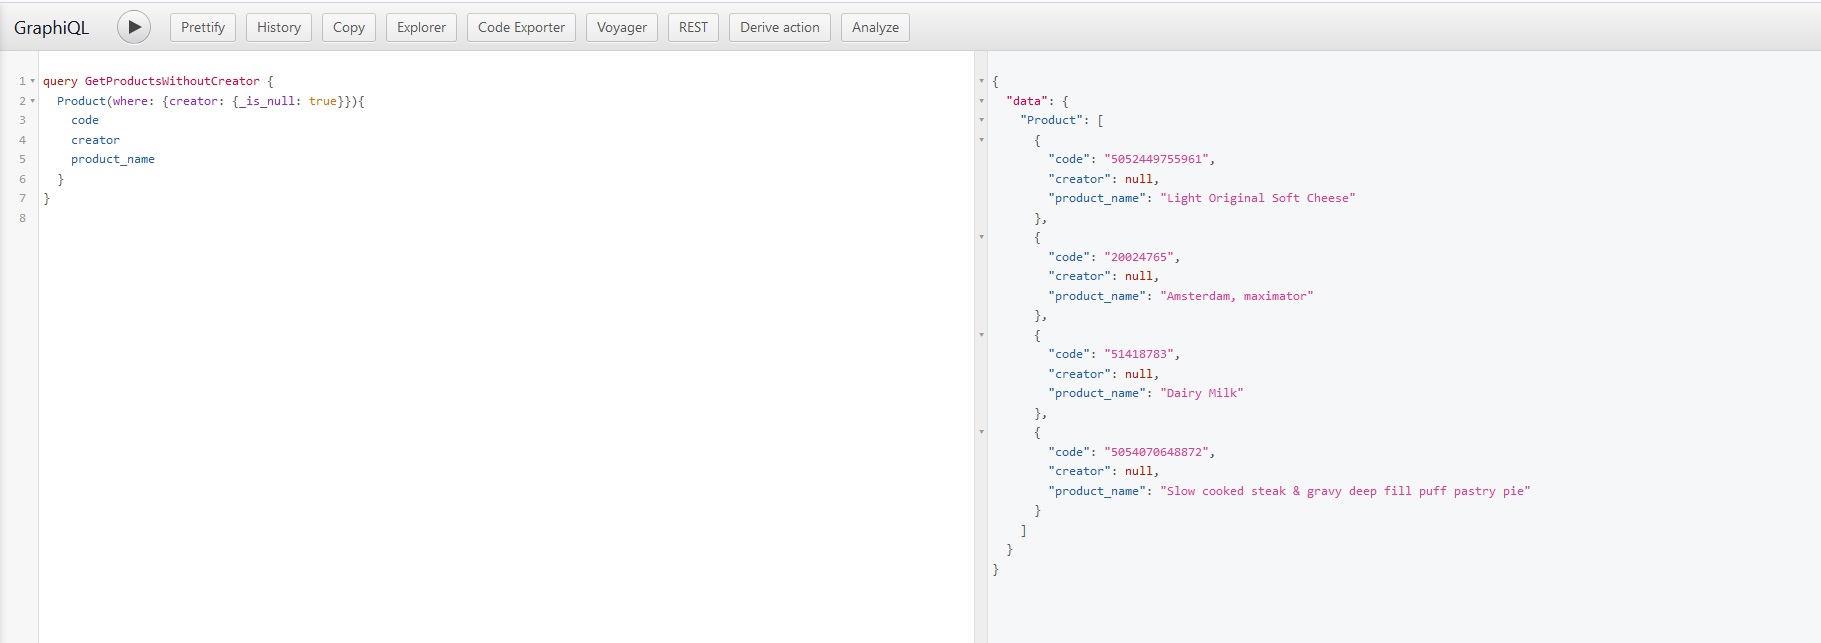 GraphiQL Prettify History Copy Explorer Code Exporter Voyager REST Derive action Analyze
1 query GetProductsWithoutCreator {
2   Product(where: {creator: {_is_null: true}}){
3     code
4     creator
5     product_name
6   }
7 }
8
{
  "data": {
    "Product": [
      {
        "code": "5052449755961",
        "creator": null,
        "product_name": "Light Original Soft Cheese"
      },
      {
        "code": "20024765",
        "creator": null,
        "product_name": "Amsterdam, maximator"
      },
      {
        "code": "51418783",
        "creator": null,
        "product_name": "Dairy Milk"
      },
      {
        "code": "5054070648872",
        "creator": null,
        "product_name": "Slow cooked steak & gravy deep fill puff pastry pie"
      }
    ]
  }
}